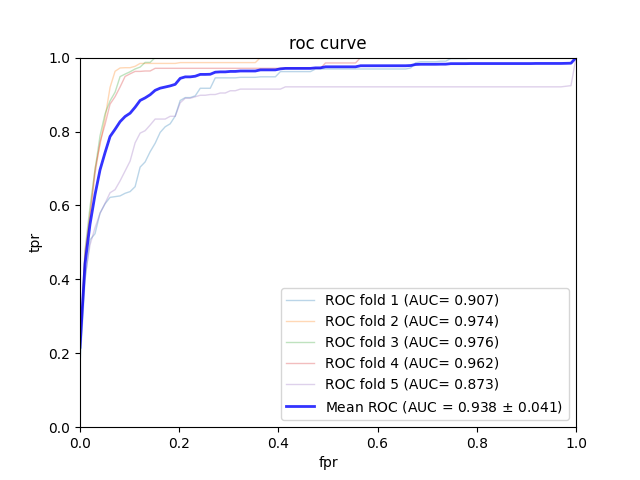 roc curve
1.0
0.8
0.6
0.4
0.2
0.0
tpr
ROC fold 1 (AUC= 0.907)
ROC fold 2 (AUC= 0.974)
ROC fold 3 (AUC= 0.976)
ROC fold 4 (AUC= 0.962)
ROC fold 5 (AUC= 0.873)
Mean ROC (AUC = 0.938 ± 0.041)
0.0 0.2 0.4 0.6 0.8 1.0
fpr